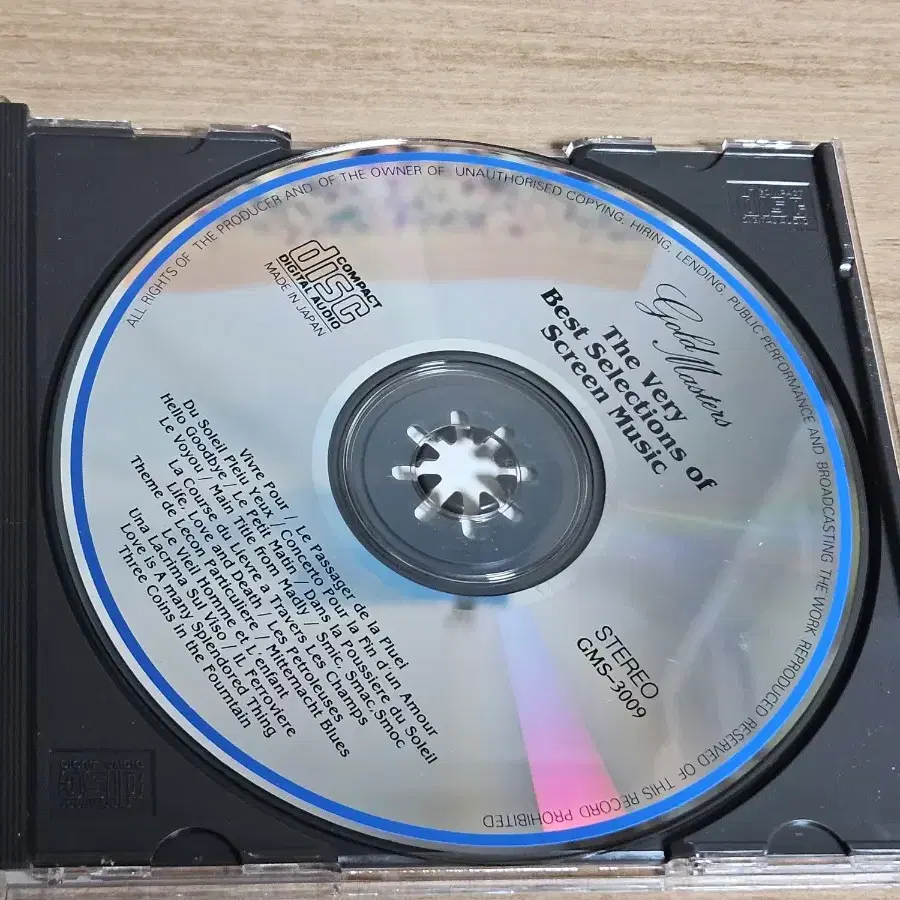 ALL RIGHTS OF THE PRODUCER AND OF THE OWNER OF UNAUTHORISED COPYING, HIRING, LENDING, PUBLIC PERFORMANCE AND BROADCASTING THE WORK REPRODUCED RESERVED OF THIS RECORD PROHIBITED
COMPACT
disc
DIGITAL AUDIO
MADE IN JAPAN
Gold Masters
The Very
Best Selections of
Screen Music
STEREO
GMS-3009
Vivre Pour / Le Passager de la Pluel
Du Soleil Pleiu Yeux / Concerto Pour la Pin d'un Amour
Hello Goodbye / Le Petit Matin / Dans la Poussière du Soleil
Le Voyou / Main Title from Madly / Smic, Smac, Smoc
La Course du Lievre a Travers Les Champs
Life, Love and Death / Les Petroleuses
Theme de Lecon Particuliere / Mitternacht Blues
Le Vieil Homme et L'enfant
Una Lacrima Sul Viso / IL Ferroviere
Love is A many Splendored Thing
Three Coins In the Fountain